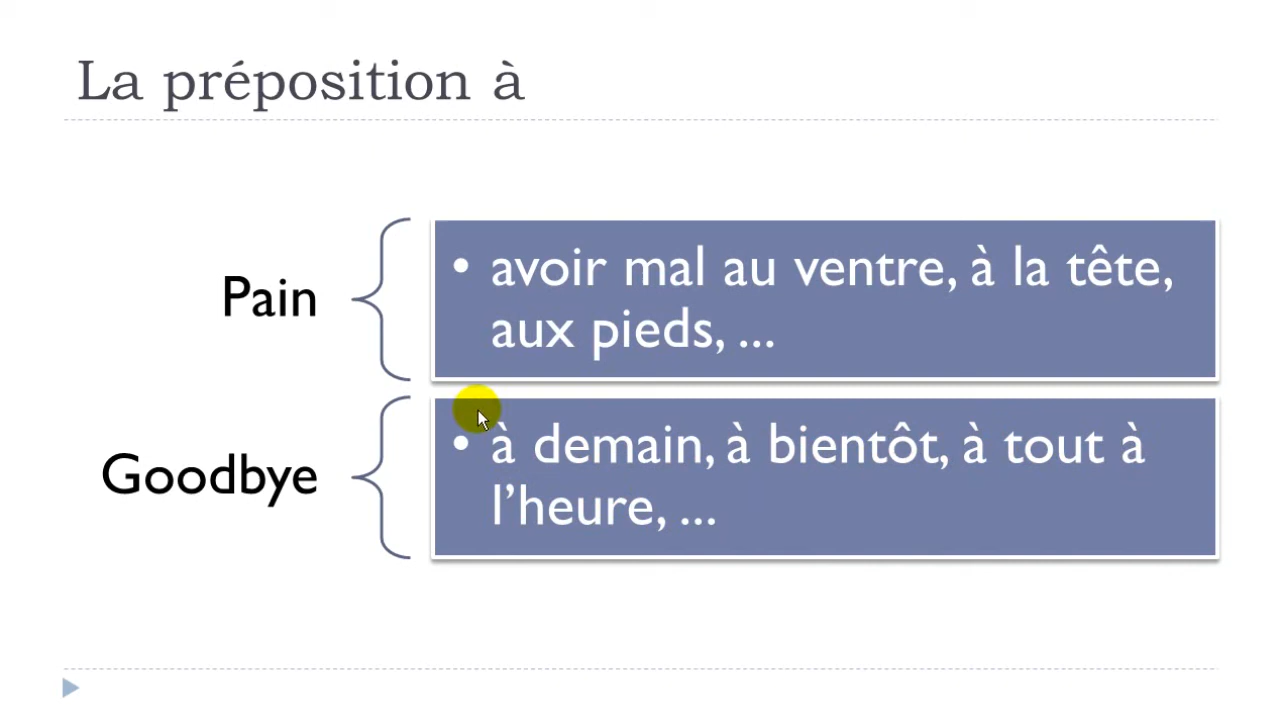 La préposition à
Pain
• avoir mal au ventre, à la tête,
aux pieds, ...
Goodbye
• à demain, à bientôt, à tout à
l’heure, ...